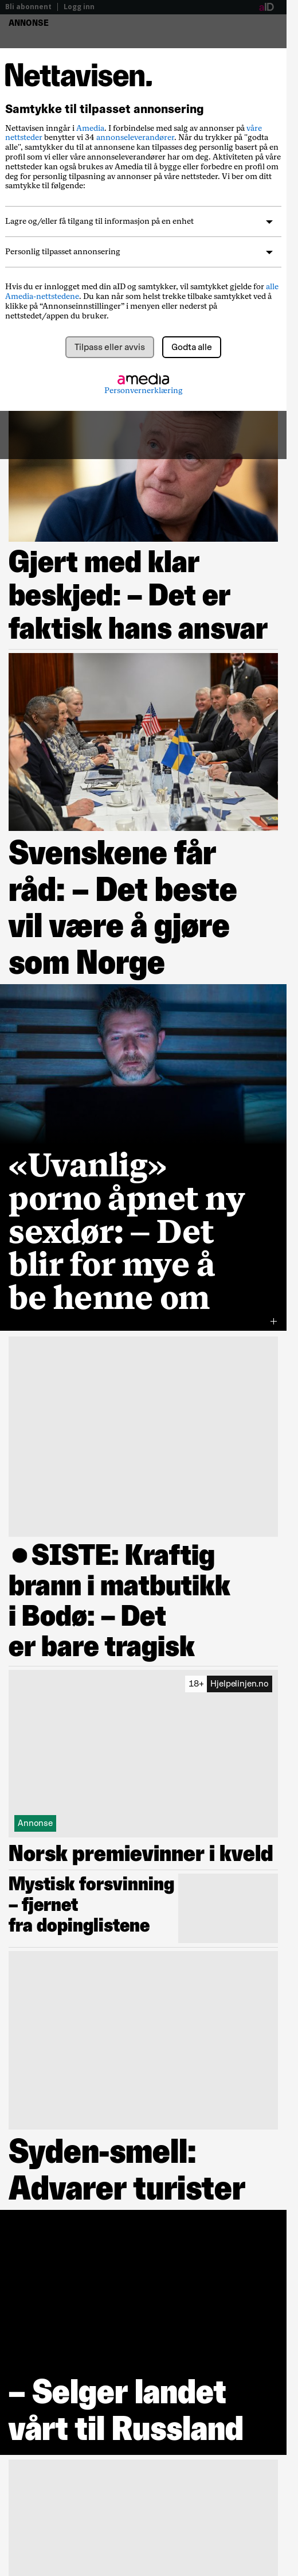 Bli abonnent | Logg inn
aID
ANNONSE
Nettavisen.
Samtykke til tilpasset annonsering
Nettavisen inngår i Amedia. I forbindelse med salg av annonser på våre
nettsteder benytter vi 34 annonseleverandører. Når du trykker på "godta
alle", samtykker du til at annonser kan tilpasses deg personlig basert på en
profil som vi eller våre annonseleverandører har om deg. Aktiviteten på våre
nettsteder kan også brukes av Amedia til å bygge eller forbedre en profil om
deg for personlig tilpasning av annonser på våre nettsteder. Vi ber om ditt
samtykke til følgende:
Lagre og/eller få tilgang til informasjon på en enhet
Personlig tilpasset annonsering
Hvis du er innlogget med din aID og samtykker, vil samtykket gjelde for alle
Amedia-nettstedene. Du kan når som helst trekke tilbake samtykket ved å
klikke på "Annonseinnstillinger" i menyen eller nederst på
nettstedet/appen du bruker.
Tilpass eller avvis
Godta alle
amedia
Personvernerklæring
Gjert med klar
beskjed: – Det er
faktisk hans ansvar
Svenskene får
råd: – Det beste
vil være å gjøre
som Norge
«Uvanlig»
porno åpnet ny
sexdør: – Det
blir for mye å
be henne om
+
●SISTE: Kraftig
brann i matbutikk
i Bodø: – Det
er bare tragisk
18+ Hjelpelinjen.no
Annonse
Norsk premievinner i kveld
Mystisk forsvinning
– fjernet
fra dopinglistene
Syden-smell:
Advarer turister
– Selger landet
vårt til Russland